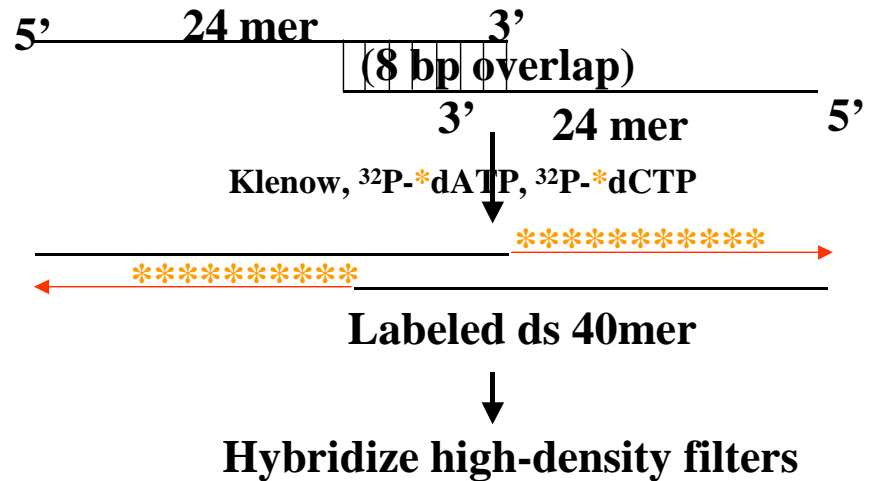 5’ 24 mer 3’
(8 bp overlap)
3’ 24 mer 5’
Klenow, ³²P-*dATP, ³²P-*dCTP
***********
**********
Labeled ds 40mer
Hybridize high-density filters